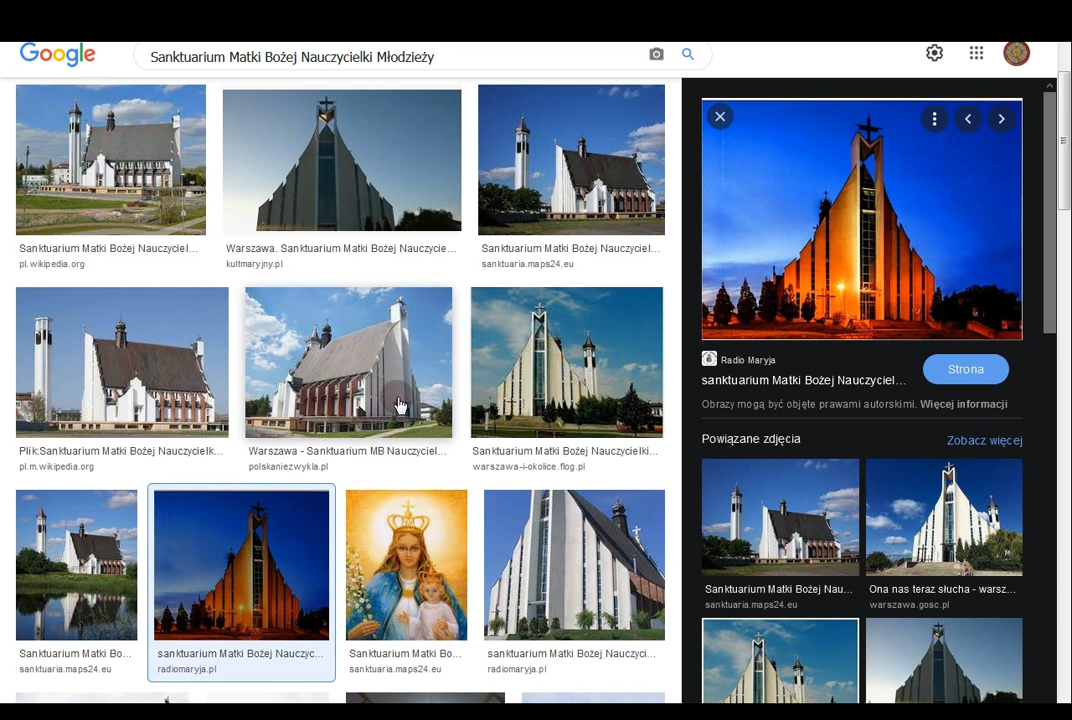 Google
Sanktuarium Matki Bożej Nauczycielki Młodzieży
Sanktuarium Matki Bożej Nauczyciel...
pl.wikipedia.org
Warszawa. Sanktuarium Matki Bożej Nauczycie...
kultmaryjny.pl
Sanktuarium Matki Bożej Nauczyciel...
sanktuaria.maps24.eu
Plik:Sanktuarium Matki Bożej Nauczycielk...
pl.m.wikipedia.org
Warszawa - Sanktuarium MB Nauczyciel...
polskaniezwykla.pl
Sanktuarium Matki Bożej Nauczycielki...
warszawa-i-okolice.flog.pl
Sanktuarium Matki Bo...
sanktuaria.maps24.eu
sanktuarium Matki Bożej Nauczyc...
radiomaryja.pl
Sanktuarium Matki Bo...
sanktuaria.maps24.eu
sanktuarium Matki Bożej Nauczyci...
radiomaryja.pl
Radio Maryja
sanktuarium Matki Bożej Nauczyciel...
Strona
Obrazy mogą być objęte prawami autorskimi. Więcej informacji
Powiązane zdjęcia
Zobacz więcej
Sanktuarium Matki Bożej Nau...
sanktuaria.maps24.eu
Ona nas teraz słucha - warsz...
warszawa.gosc.pl